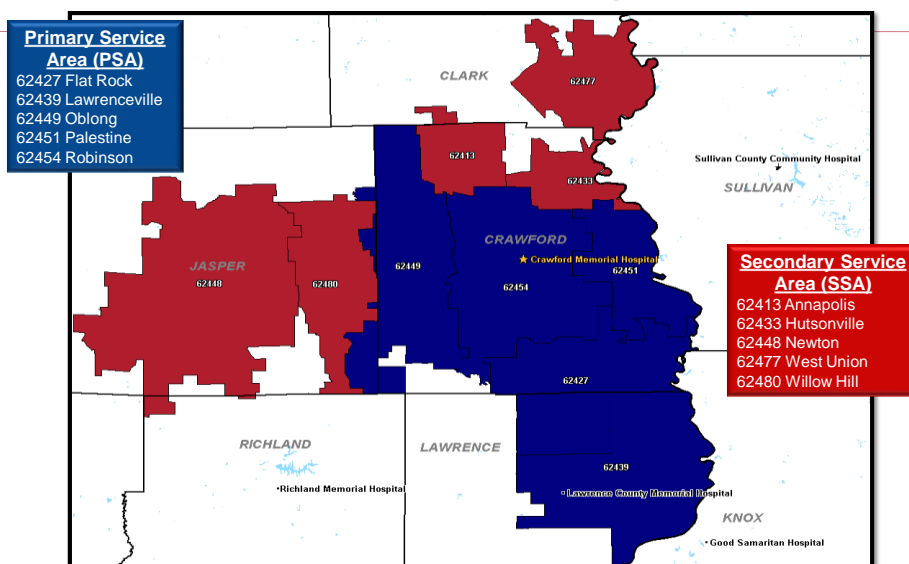 Primary Service
Area (PSA)
62427 Flat Rock
62439 Lawrenceville
62449 Oblong
62451 Palestine
62454 Robinson
CLARK
62477
62413
62433
Sullivan County Community Hospital
SULLIVAN
CRAWFORD
Crawford Memorial Hospital
JASPER
62448
62480
62449
62454
62451
Secondary Service
Area (SSA)
62413 Annapolis
62433 Hutsonville
62448 Newton
62477 West Union
62480 Willow Hill
62427
RICHLAND
LAWRENCE
62439
Richland Memorial Hospital
Lawrence County Memorial Hospital
KNOX
Good Samaritan Hospital